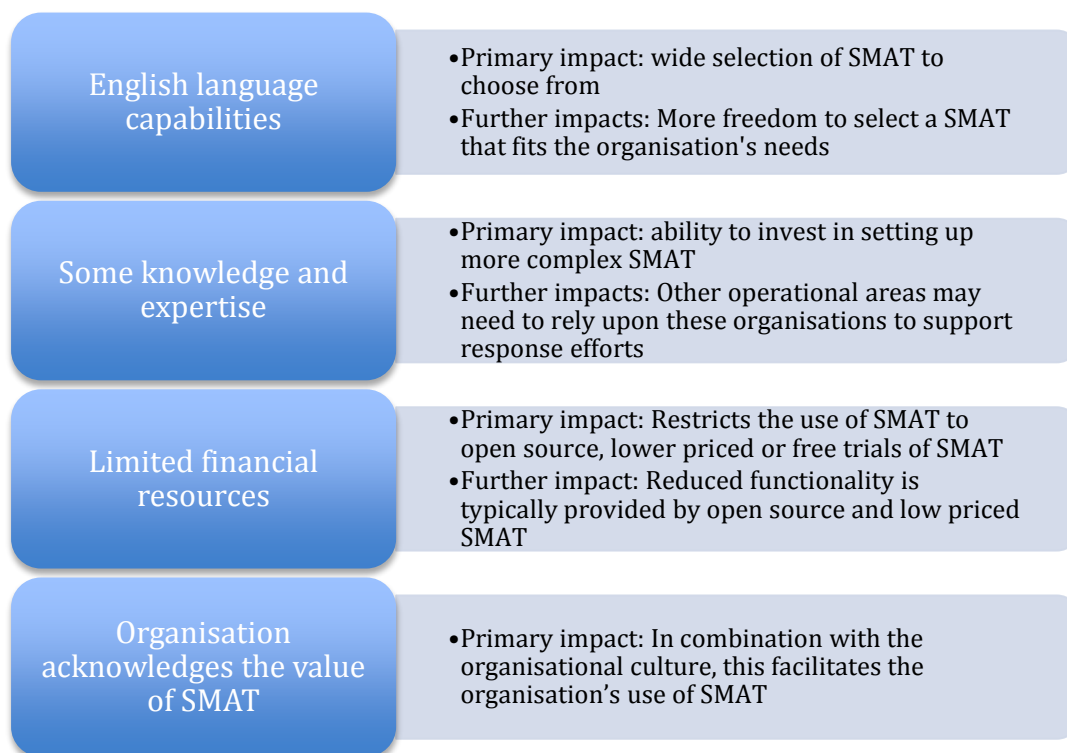 English language
capabilities
•Primary impact: wide selection of SMAT to
choose from
•Further impacts: More freedom to select a SMAT
that fits the organisation's needs
Some knowledge and
expertise
•Primary impact: ability to invest in setting up
more complex SMAT
•Further impacts: Other operational areas may
need to rely upon these organisations to support
response efforts
Limited financial
resources
•Primary impact: Restricts the use of SMAT to
open source, lower priced or free trials of SMAT
•Further impact: Reduced functionality is
typically provided by open source and low priced
SMAT
Organisation
acknowledges the value
of SMAT
•Primary impact: In combination with the
organisational culture, this facilitates the
organisation’s use of SMAT